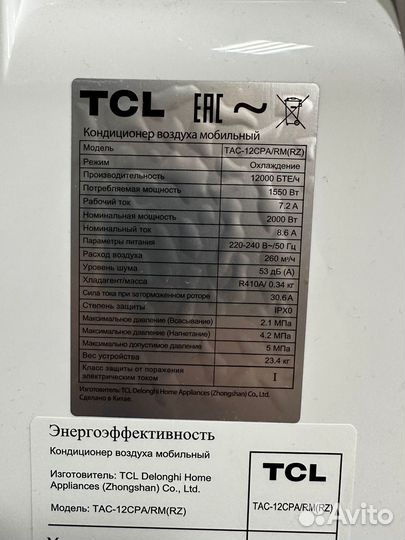 TCL EAC
Кондиционер воздуха мобильный
Модель TAC-12CPA/RM(RZ)
Режим Охлаждение
Производительность 12000 БТЕ/ч
Потребляемая мощность 1550 Вт
Рабочий ток 7.2 А
Номинальная мощность 2000 Вт
Номинальный ток 8.6 А
Параметры питания 220-240 В~/50 Гц
Расход воздуха 260 м³/ч
Уровень шума 53 дБ (А)
Хладагент/масса R410A/ 0.34 кг
Сила тока при заторможенном роторе 30.6А
Степень защиты IPX0
Максимальное давление (Всасывание) 2.1 МПа
Максимальное давление (Нагнетание) 4.2 МПа
Максимально допустимое давление 5 МПа
Вес устройства 23.4 кг
Класс защиты от поражения
электрическим током I
Изготовитель: TCL Delonghi Home Appliances (Zhongshan) Co., Ltd.
Сделано в Китае.
Энергоэффективность
Кондиционер воздуха мобильный
TCL
Изготовитель: TCL Delonghi Home
Appliances (Zhongshan) Co., Ltd.
Модель: TAC-12CPA/RM(RZ) TAC-12CPA/RM(RZ)
Avito